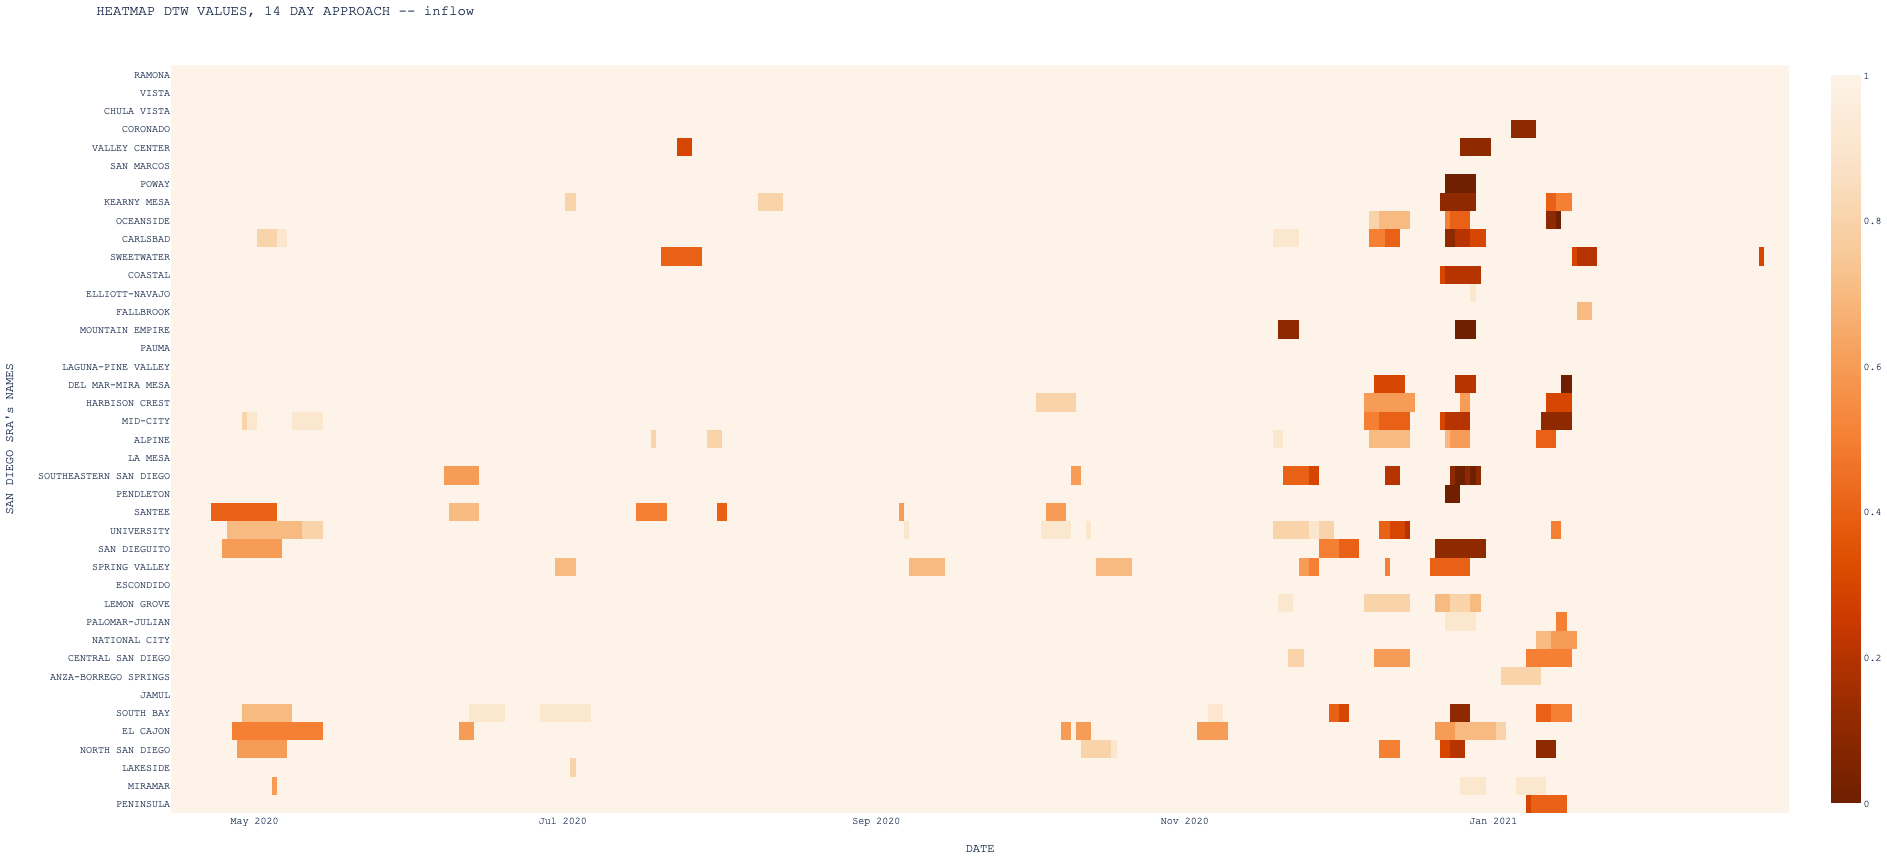 HEATMAP DTW VALUES, 14 DAY APPROACH -- inflow
SAN DIEGO SRA's NAMES
RAMONA
VISTA
CHULA VISTA
CORONADO
VALLEY CENTER
SAN MARCOS
POWAY
KEARNY MESA
OCEANSIDE
CARLSBAD
SWEETWATER
COASTAL
ELLIOTT-NAVAJO
FALLBROOK
MOUNTAIN EMPIRE
PAUMA
LAGUNA-PINE VALLEY
DEL MAR-MIRA MESA
HARBISON CREST
MID-CITY
ALPINE
LA MESA
SOUTHEASTERN SAN DIEGO
PENDLETON
SANTEE
UNIVERSITY
SAN DIEGUITO
SPRING VALLEY
ESCONDIDO
LEMON GROVE
PALOMAR-JULIAN
NATIONAL CITY
CENTRAL SAN DIEGO
ANZA-BORREGO SPRINGS
JAMUL
SOUTH BAY
EL CAJON
NORTH SAN DIEGO
LAKESIDE
MIRAMAR
PENINSULA
May 2020 Jul 2020 Sep 2020 Nov 2020 Jan 2021
DATE
1
0.8
0.6
0.4
0.2
0